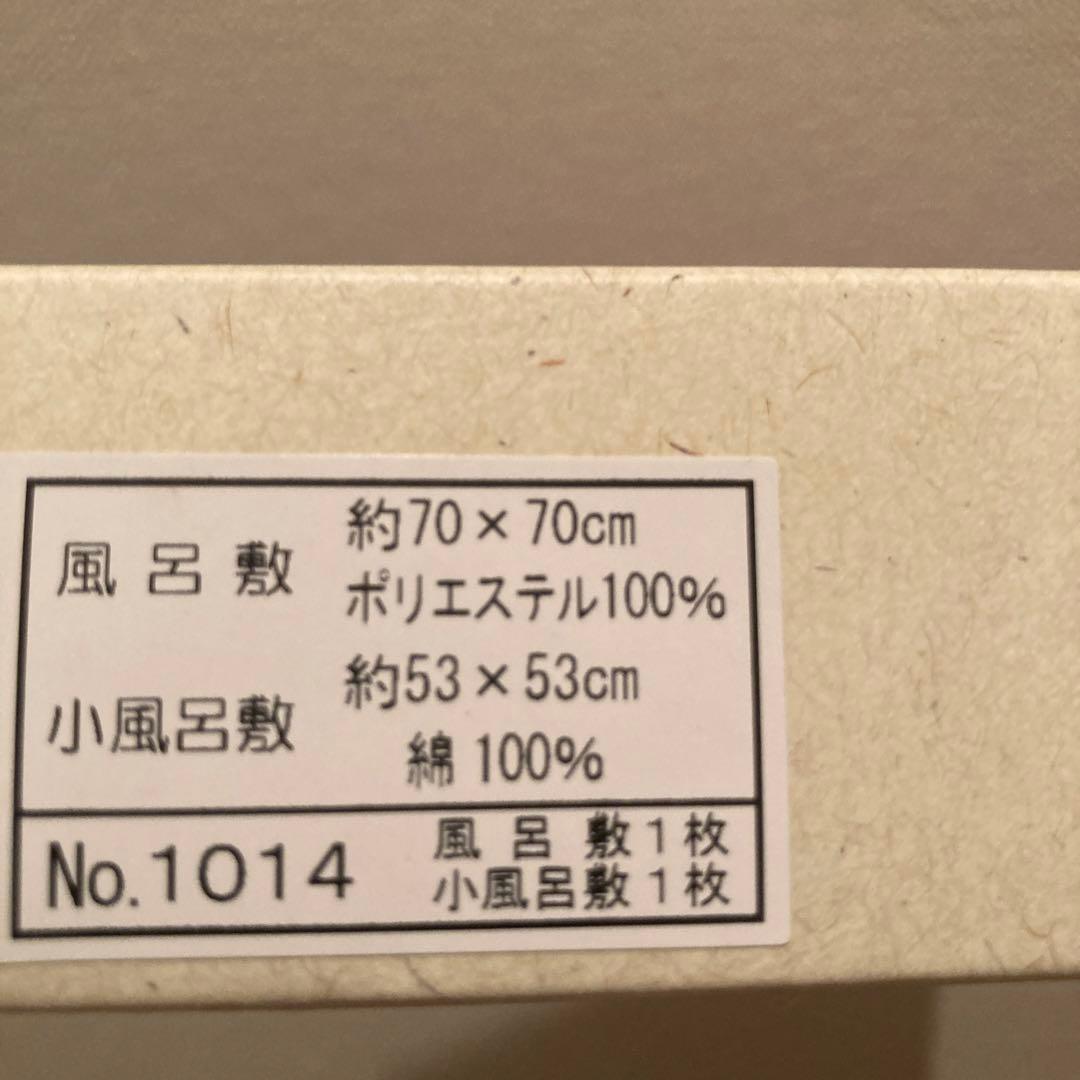 風呂敷
約70×70cm
ポリエステル100%
小風呂敷
約53×53cm
綿 100%
No.1014
風呂敷1枚
小風呂敷1枚